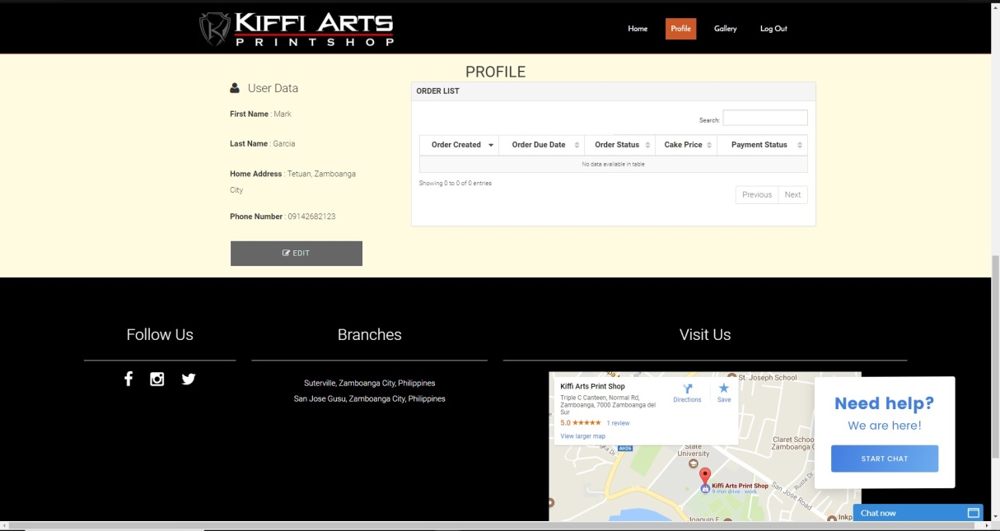 KIFFI ARTS
PRINTSHOP
Home
Profile
Gallery
Log Out
PROFILE
User Data
First Name : Mark
Last Name : Garcia
Home Address : Tetuan, Zamboanga
City
Phone Number : 09142682123
EDIT
ORDER LIST
Search:
Order Created
Order Due Date
Order Status
Cake Price
Payment Status
No data available in table
Showing 0 to 0 of 0 entries
Previous
Next
Follow Us
Branches
Suterville, Zamboanga City, Philippines
San Jose Gusu, Zamboanga City, Philippines
Visit Us
Kiffi Arts Print Shop
Triple C Canteen, Normal Rd,
Zamboanga, 7000 Zamboanga del
Sur
5.0 ★★★★★ 1 review
View larger map
Directions
Save
St. Joseph School
AH26
State
University
Claret Schoo
Zamboanga C
Kiffi Arts Print Shop
9 min drive - work
San Jose Road
Ruste Dr
Joaquin F.
Inkp
Need help?
We are here!
START CHAT
Chat now